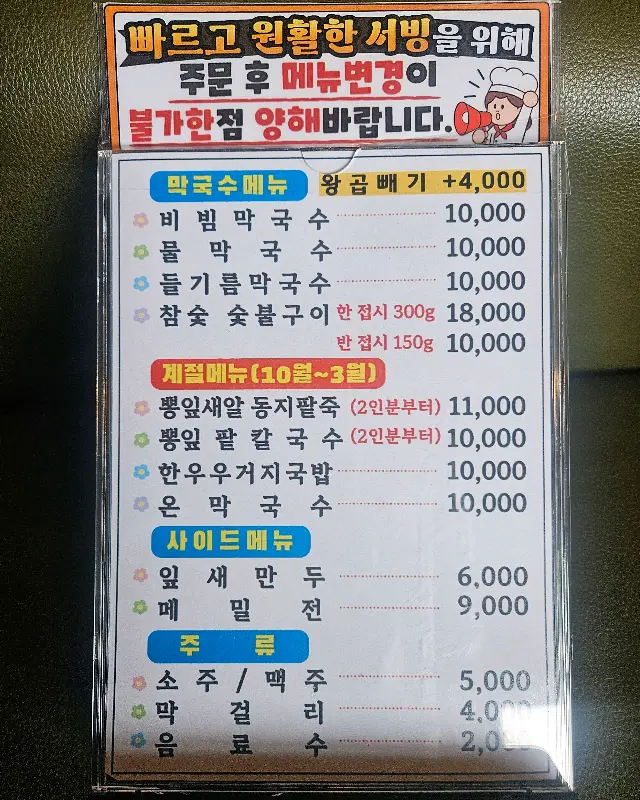 빠르고 원활한 서빙을 위해
주문 후 메뉴변경이
불가한점 양해바랍니다.
막국수메뉴 왕곱빼기 +4,000
비빔막국수 10,000
물막국수 10,000
들기름막국수 10,000
참숯 숯불구이 한 접시 300g 18,000
반 접시 150g 10,000
계절메뉴(10월~3월)
뽕잎새알 동지팥죽 (2인분부터) 11,000
뽕잎 팥 칼국수 (2인분부터) 10,000
한우우거지국밥 10,000
온막국수 10,000
사이드메뉴
잎새만두 6,000
메밀전 9,000
주류
소주/맥주 5,000
막걸리 4,000
음료수 2,000